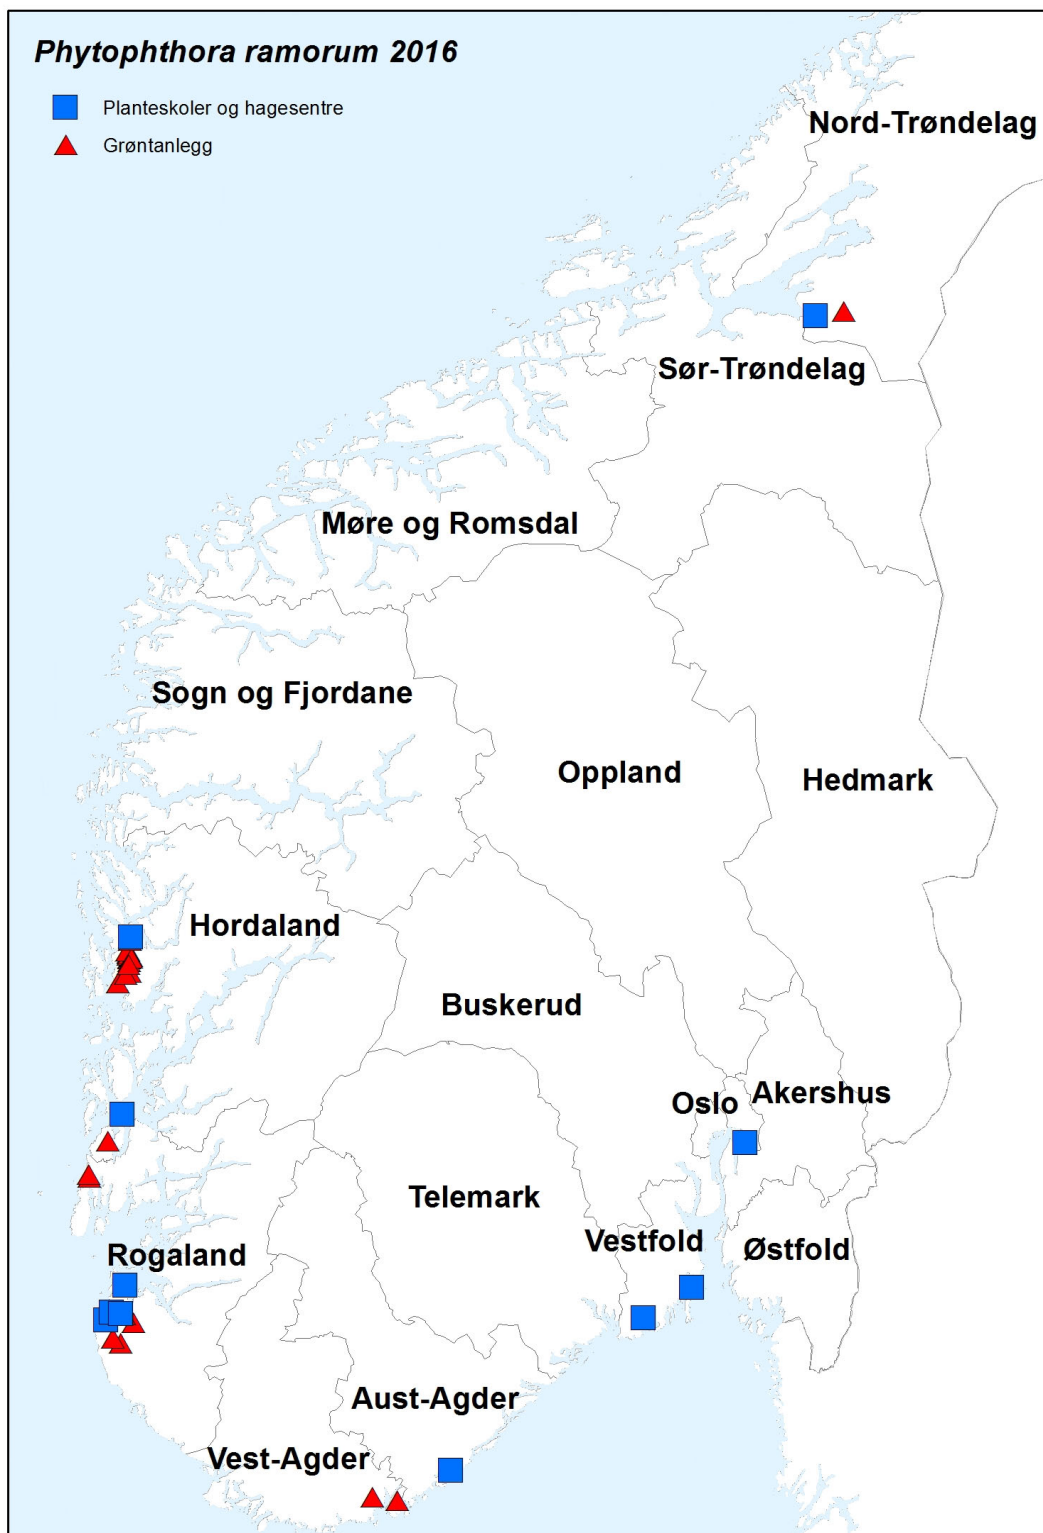 Phytophthora ramorum 2016
Planteskoler og hagesentre
Grøntanlegg
Nord-Trøndelag
Sør-Trøndelag
Møre og Romsdal
Sogn og Fjordane
Oppland
Hedmark
Hordaland
Buskerud
Oslo
Akershus
Telemark
Vestfold
Østfold
Rogaland
Aust-Agder
Vest-Agder